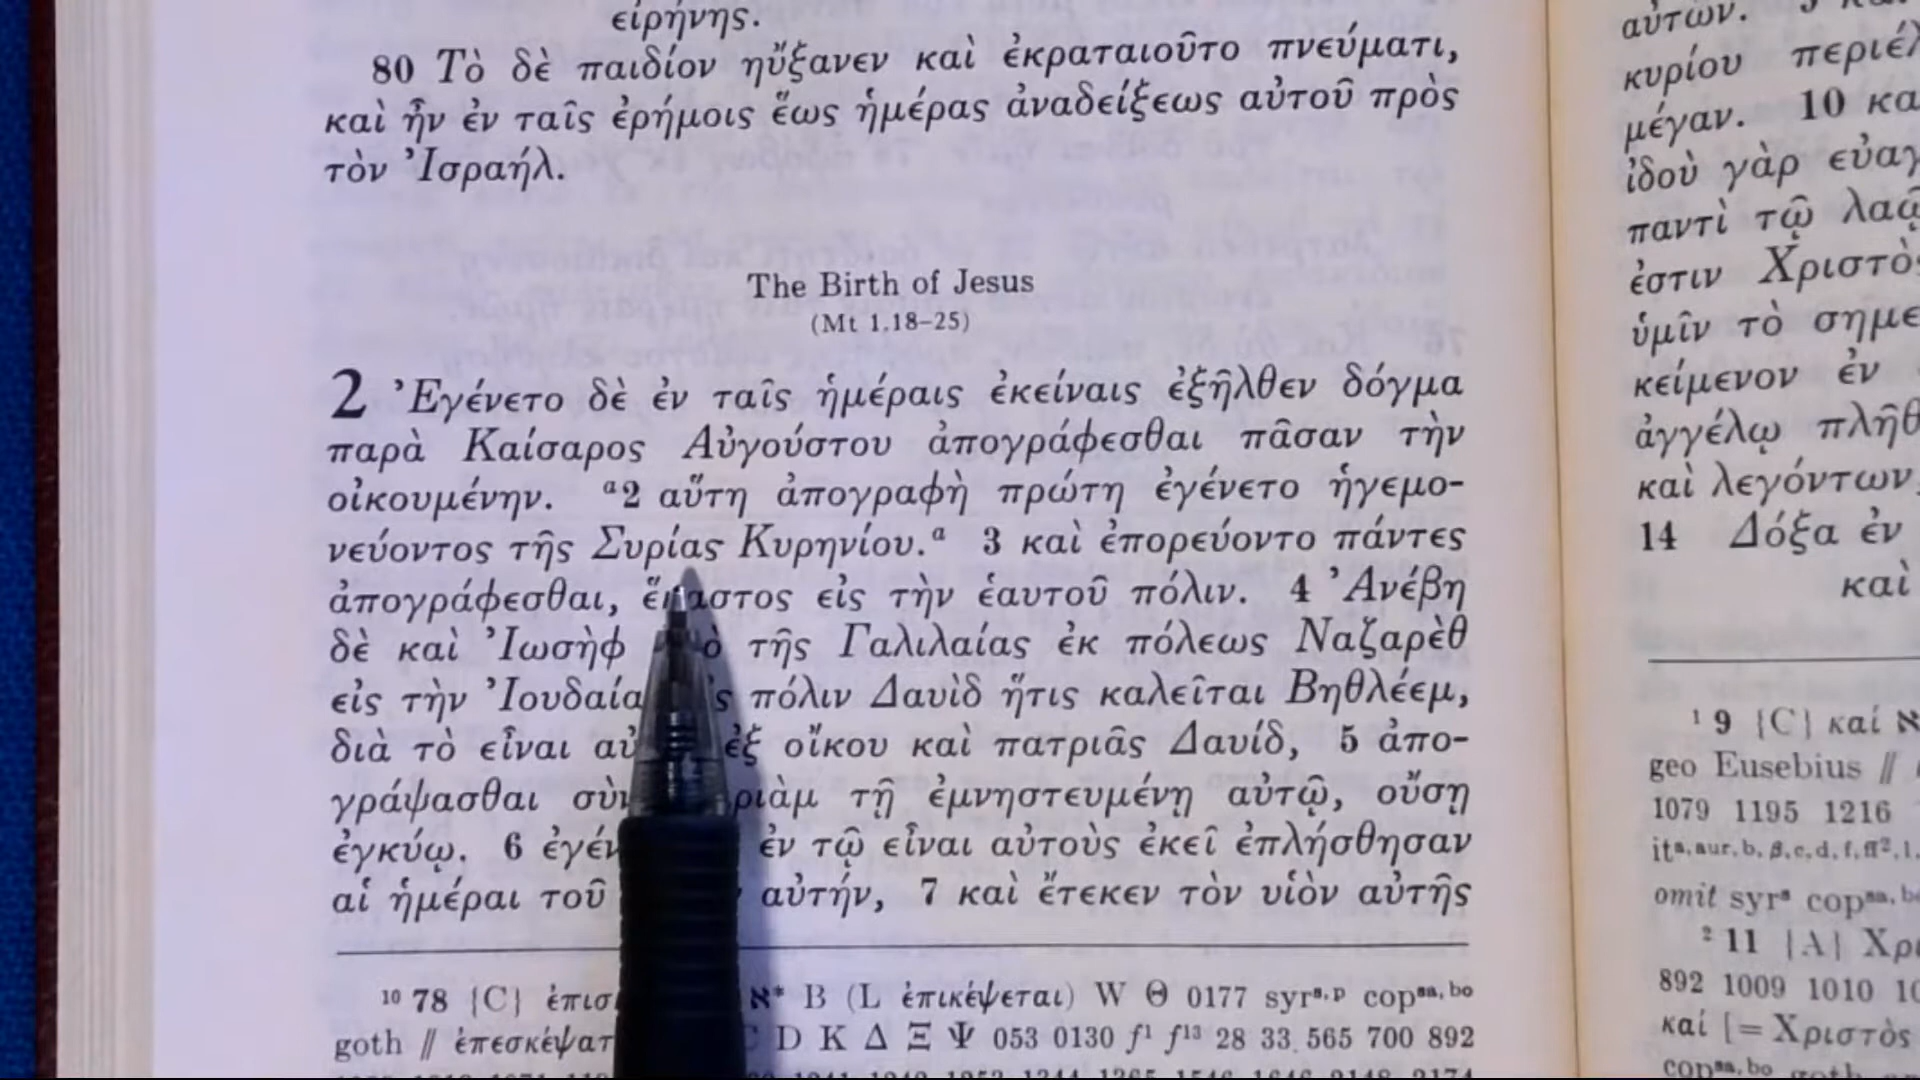 εἰρήνης.
80 Τὸ δὲ παιδίον ηὔξανεν καὶ ἐκραταιοῦτο πνεύματι,
καὶ ἦν ἐν ταῖς ἐρήμοις ἕως ἡμέρας ἀναδείξεως αὐτοῦ πρὸς
τὸν Ἰσραήλ.
The Birth of Jesus
(Mt 1.18–25)
2 Ἐγένετο δὲ ἐν ταῖς ἡμέραις ἐκείναις ἐξῆλθεν δόγμα
παρὰ Καίσαρος Αὐγούστου ἀπογράφεσθαι πᾶσαν τὴν
οἰκουμένην. ᵃ2 αὕτη ἀπογραφὴ πρώτη ἐγένετο ἡγεμο-
νεύοντος τῆς Συρίας Κυρηνίου.ᵃ 3 καὶ ἐπορεύοντο πάντες
ἀπογράφεσθαι, ἕκαστος εἰς τὴν ἑαυτοῦ πόλιν. 4 Ἀνέβη
δὲ καὶ Ἰωσὴφ τῆς Γαλιλαίας ἐκ πόλεως Ναζαρὲθ
εἰς τὴν πόλιν Δαυὶδ ἥτις καλεῖται Βηθλέεμ,
διὰ τὸ εἶναι ἐξ οἴκου καὶ πατριᾶς Δαυίδ, 5 ἀπο-
γράψασθαι τῇ ἐμνηστευμένῃ αὐτῷ, οὔσῃ
ἐγκύῳ. 6 ἐν τῷ εἶναι αὐτοὺς ἐκεῖ ἐπλήσθησαν
αἱ ἡμέραι τοῦ αὐτήν, 7 καὶ ἔτεκεν τὸν υἱὸν αὐτῆς
¹⁰ 78 {C} א* B (L ἐπικέψεται) W Θ 0177 syrˢ,ᵖ copˢᵃ,ᵇᵒ
goth // D K Δ Ξ Ψ 053 0130 f¹ f¹³ 28 33 565 700 892
αὐτῶν.
κυρίου
μέγαν. 10
ἰδοὺ γὰρ
παντὶ τῷ
ἐστιν
ὑμῖν τὸ
κείμενον ἐν
ἀγγέλῳ
καὶ λεγόντων,
14 Δόξα ἐν
καὶ
¹ 9 {C} καί א
geo Eusebius //
1079 1195 1216
omit syrˢ copˢᵃ,ᵇᵒ
² 11 {A}
892 1009 1010
καί [= Χριστὸς